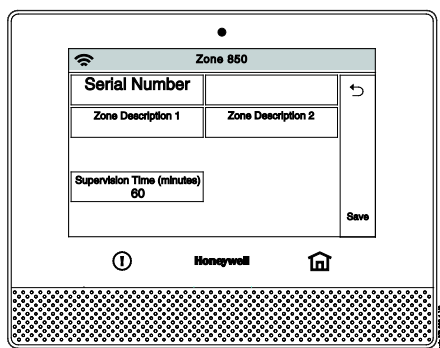 Zone 850
Serial Number
Zone Description 1
Zone Description 2
Supervision Time (minutes)
60
Save
Honeywell